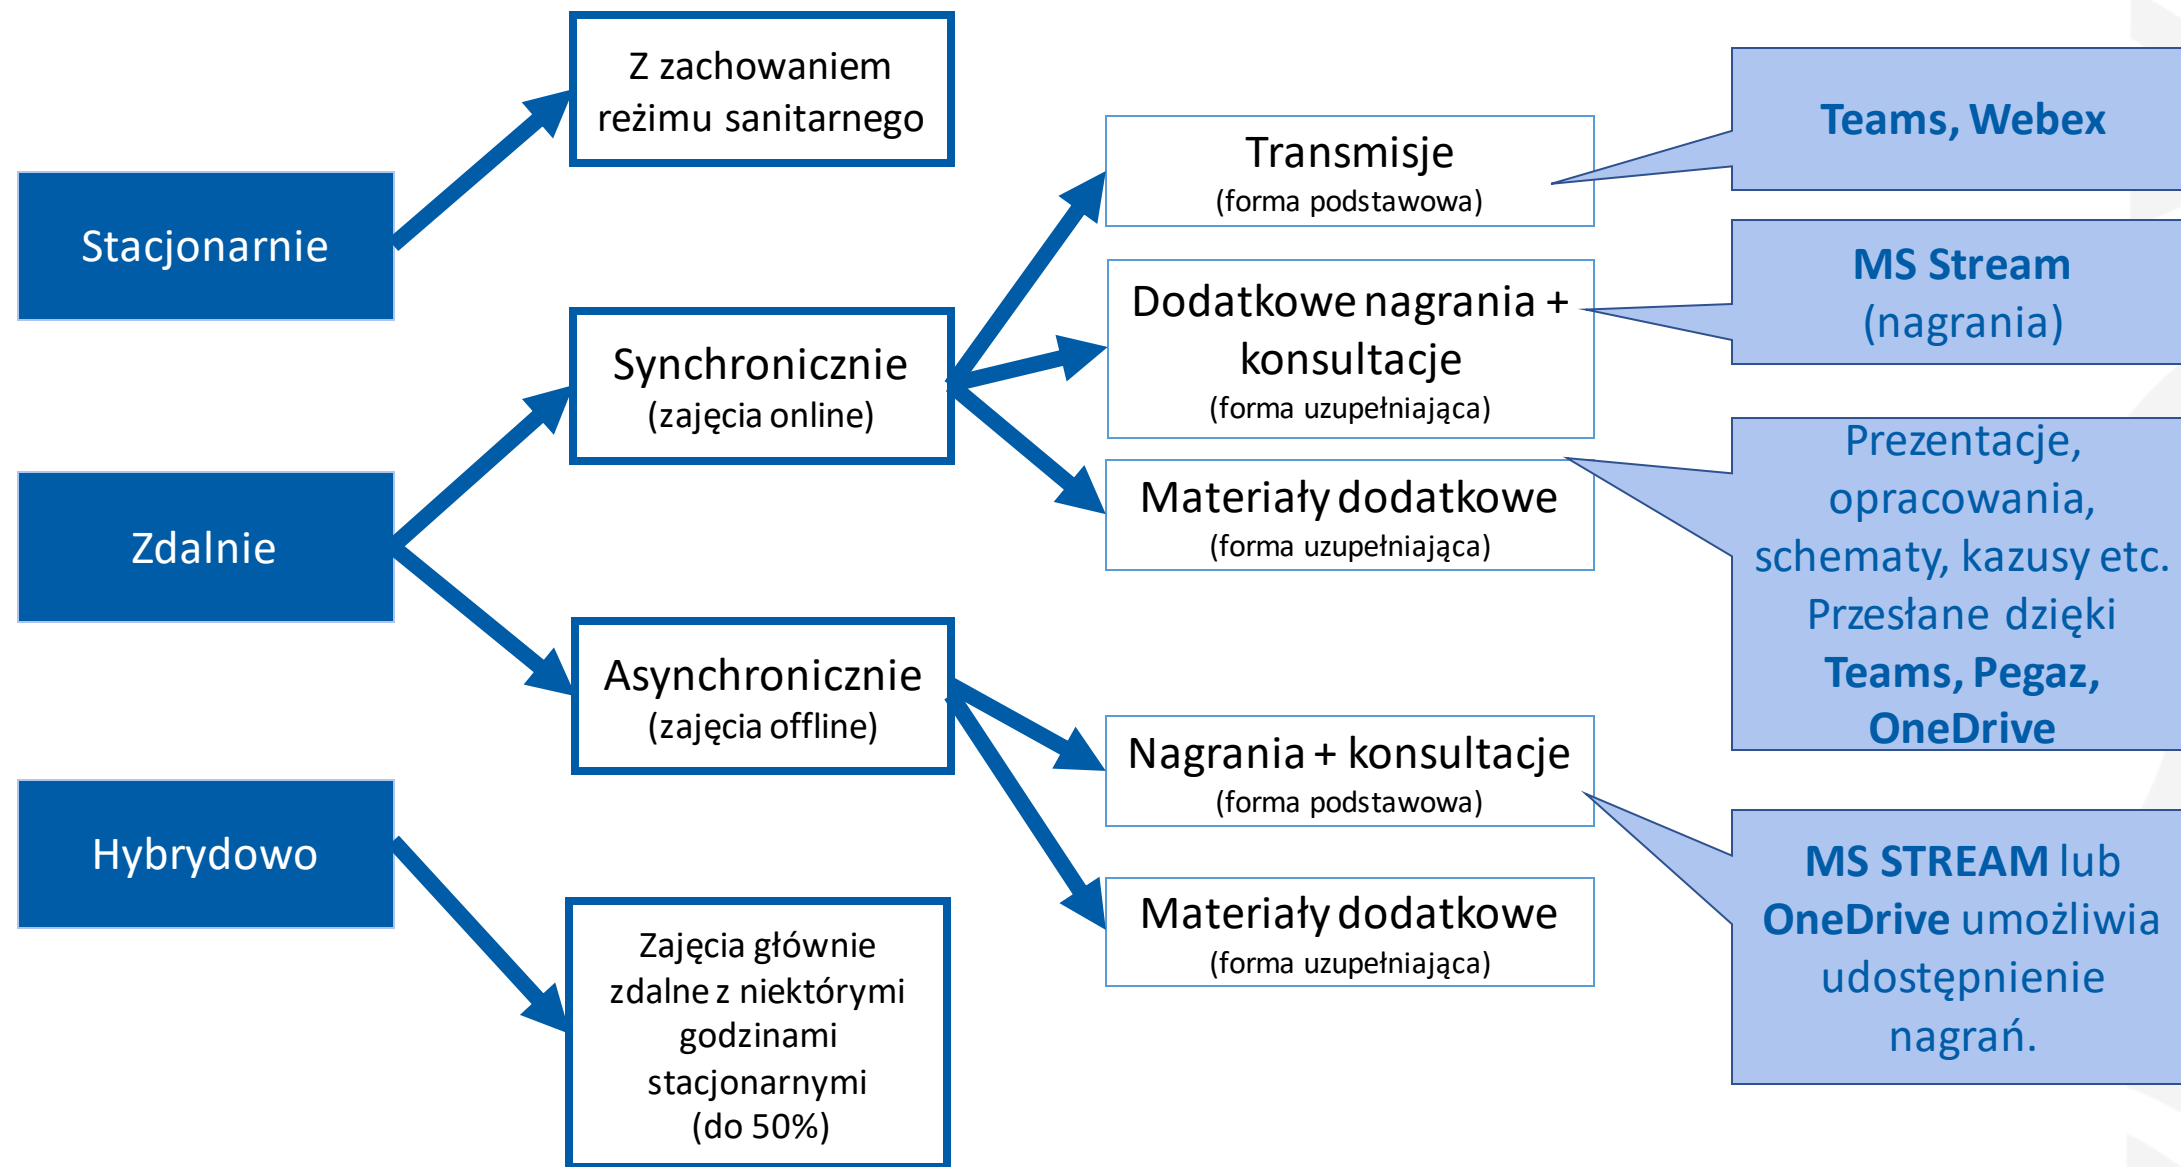 Stacjonarnie
Zdalnie
Hybrydowo
Z zachowaniem
reżimu sanitarnego
Synchronicznie
(zajęcia online)
Asynchronicznie
(zajęcia offline)
Zajęcia głównie
zdalne z niektórymi
godzinami
stacjonarnymi
(do 50%)
Transmisje
(forma podstawowa)
Dodatkowe nagrania +
konsultacje
(forma uzupełniająca)
Materiały dodatkowe
(forma uzupełniająca)
Nagrania + konsultacje
(forma podstawowa)
Materiały dodatkowe
(forma uzupełniająca)
Teams, Webex
MS Stream
(nagrania)
Prezentacje,
opracowania,
schematy, kazusy etc.
Przesłane dzięki
Teams, Pegaz,
OneDrive
MS STREAM lub
OneDrive umożliwia
udostępnienie
nagrań.